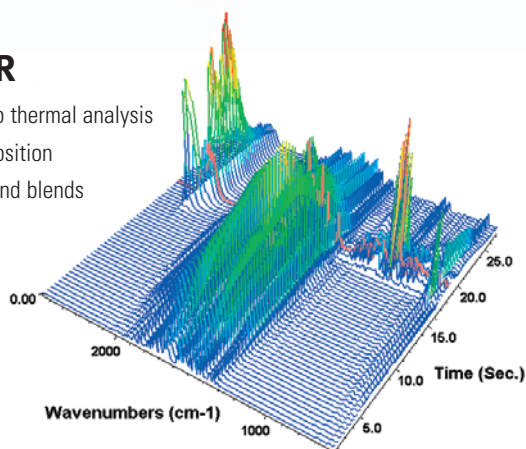 R
thermal analysis
osition
nd blends
0.00
2000
1000
Wavenumbers (cm-1)
5.0
10.0
15.0
20.0
25.0
Time (Sec.)